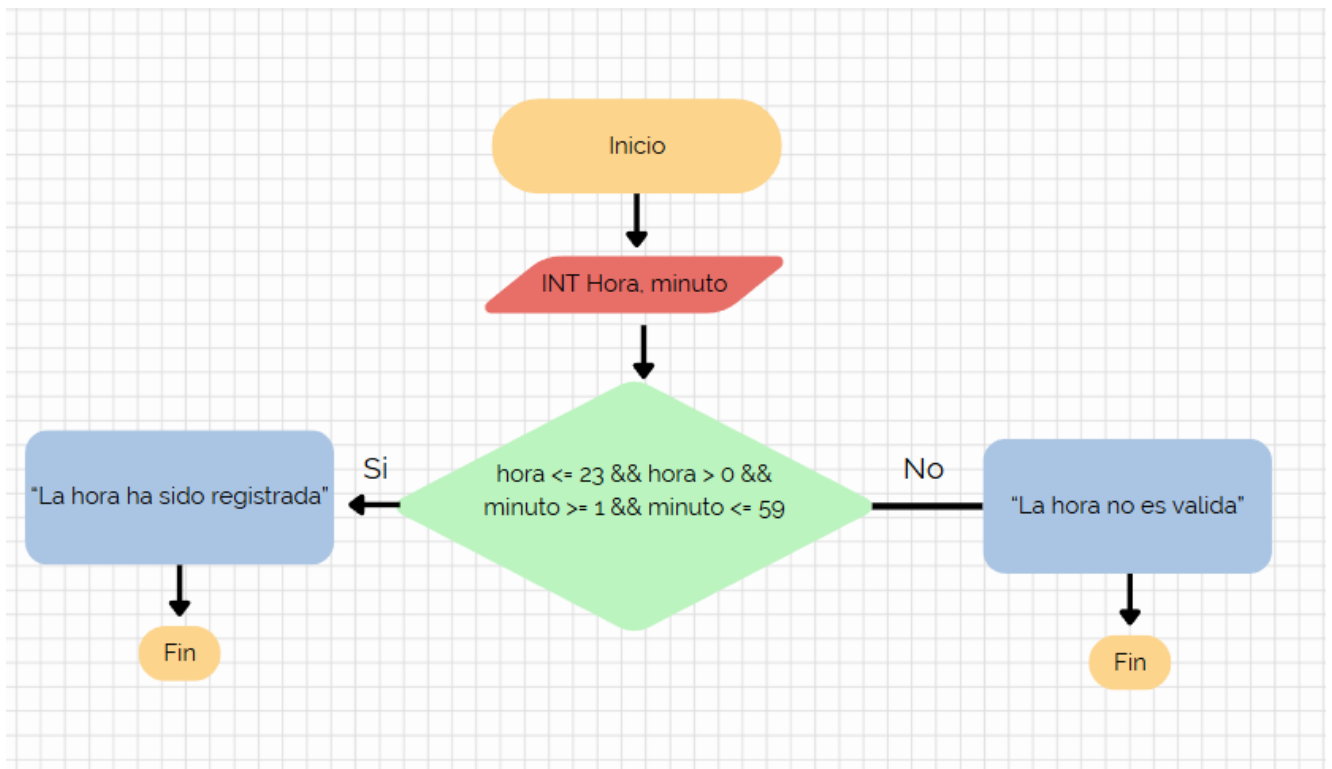 Inicio
INT Hora, minuto
Si
hora <= 23 && hora > 0 &&
minuto >= 1 && minuto <= 59
No
“La hora ha sido registrada”
“La hora no es valida”
Fin
Fin